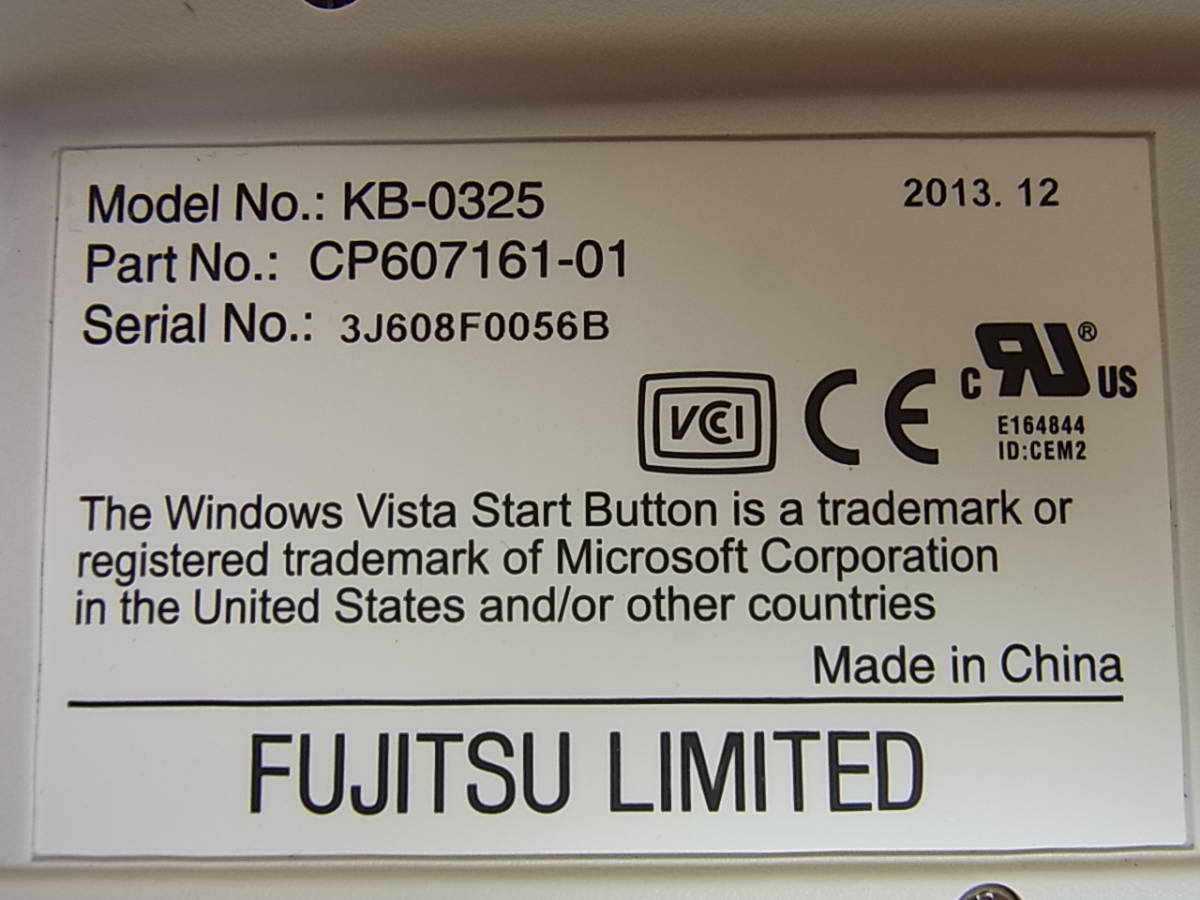 Model No.: KB-0325
2013. 12
Part No.: CP607161-01
Serial No.: 3J608F0056B
VCCI
CE
c RU® US
E164844
ID:CEM2
The Windows Vista Start Button is a trademark or
registered trademark of Microsoft Corporation
in the United States and/or other countries
Made in China
FUJITSU LIMITED